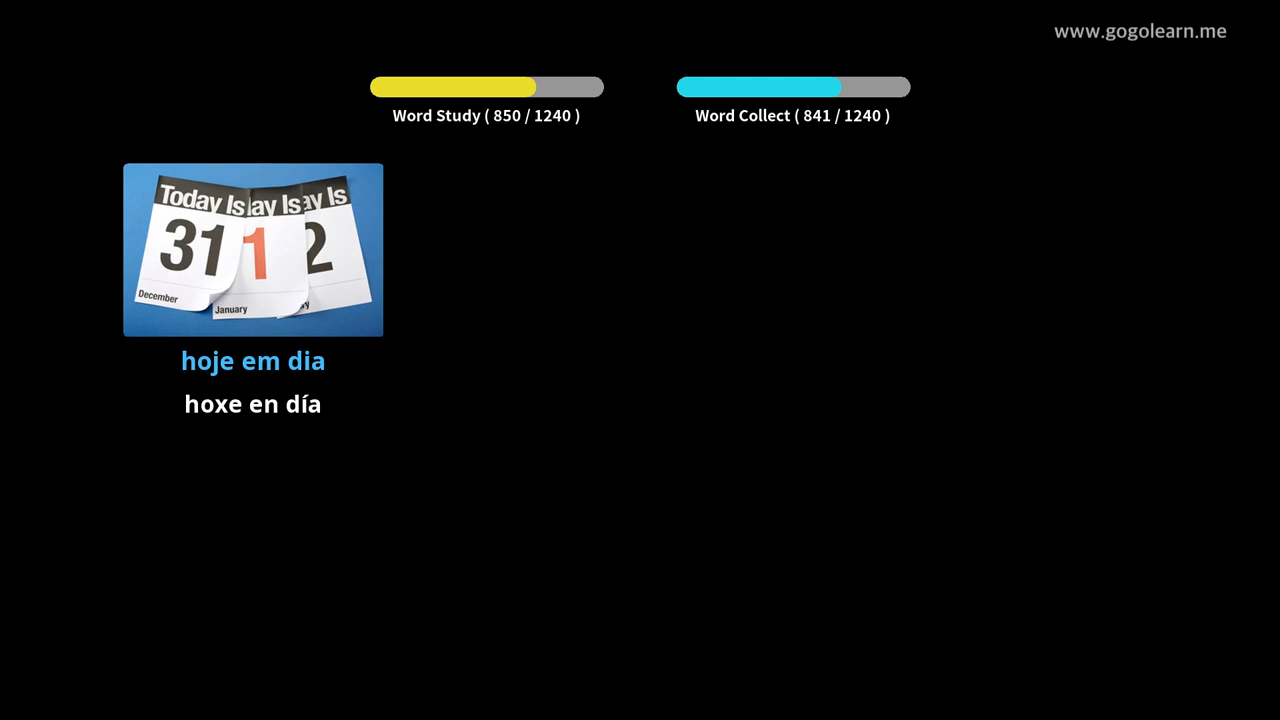 www.gogolearn.me
Word Study ( 850 / 1240 )
Word Collect ( 841 / 1240 )
Today Is
ay Is
ay Is
31
1
2
December
January
ry
hoje em dia
hoxe en día